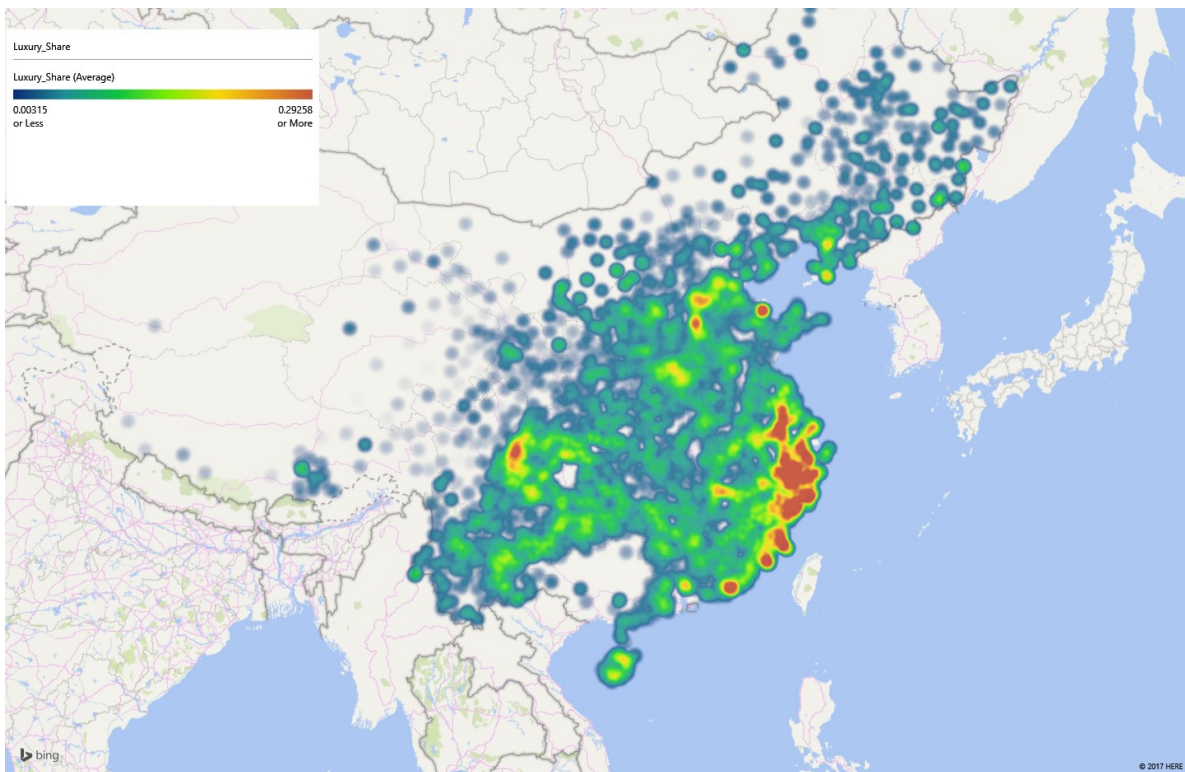 Luxury_Share
Luxury_Share (Average)
0.00315 0.29258
or Less or More
bing
© 2017 HERE